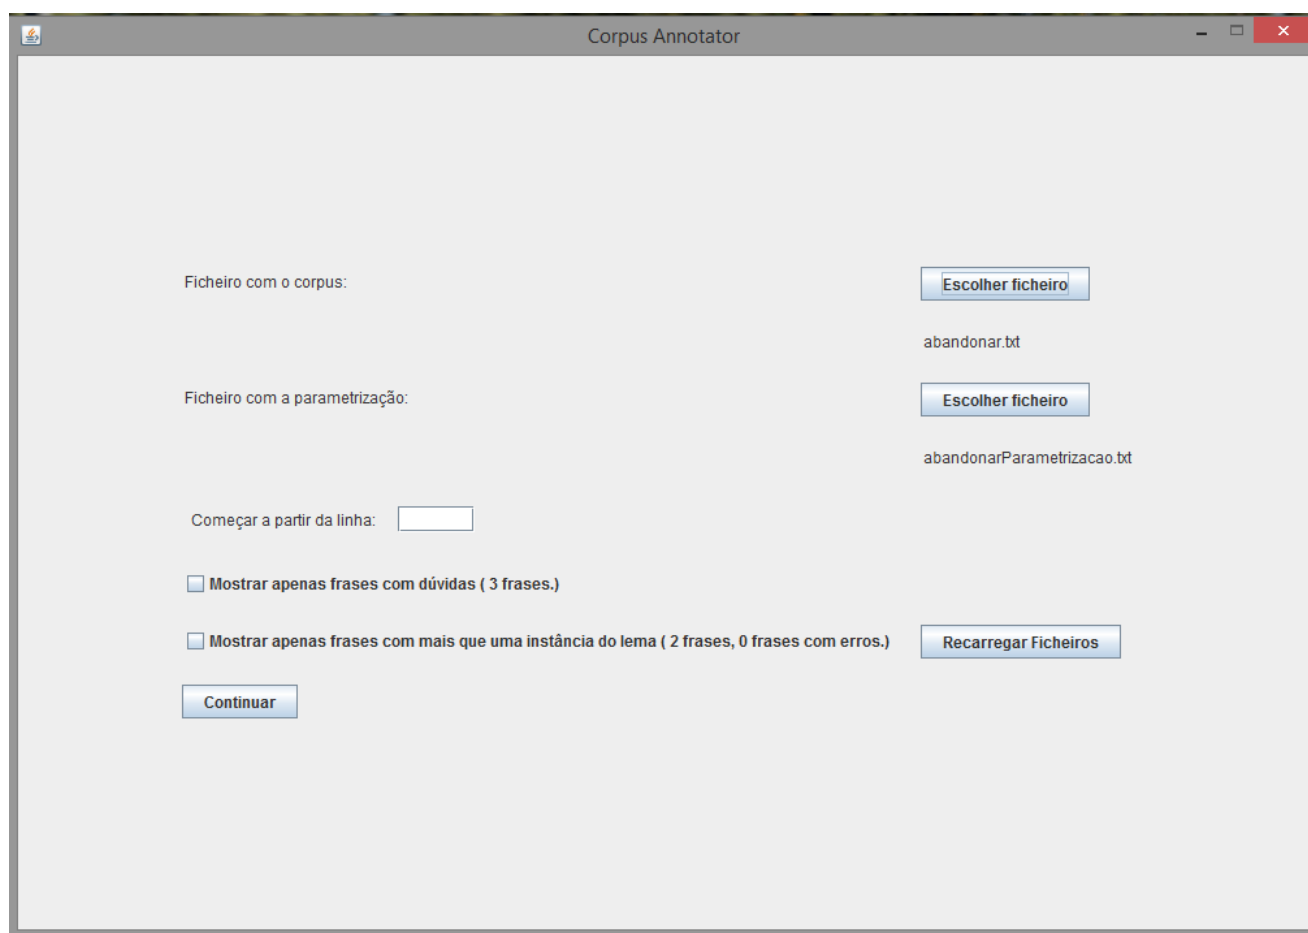 Corpus Annotator
Ficheiro com o corpus:
Escolher ficheiro
abandonar.txt
Ficheiro com a parametrização:
Escolher ficheiro
abandonarParametrizacao.txt
Começar a partir da linha:
Mostrar apenas frases com dúvidas ( 3 frases.)
Mostrar apenas frases com mais que uma instância do lema ( 2 frases, 0 frases com erros.)
Recarregar Ficheiros
Continuar